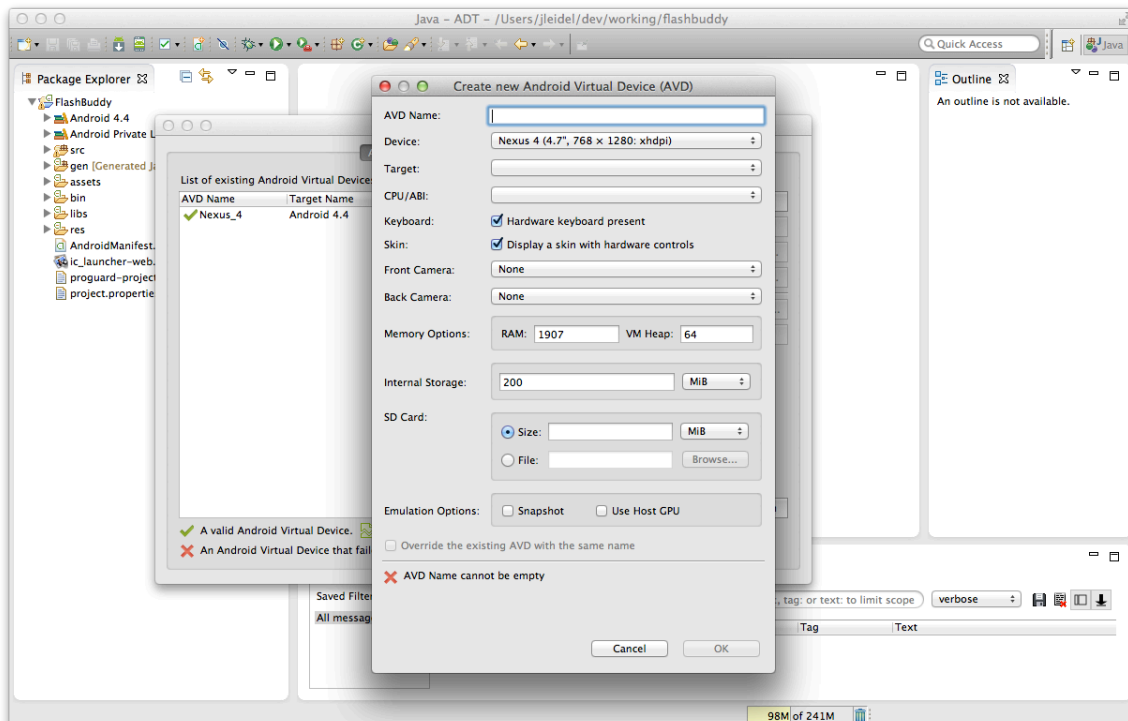 Java – ADT – /Users/jleidel/dev/working/flashbuddy
Quick Access
Java
Package Explorer
FlashBuddy
Android 4.4
Android Private L
src
gen [Generated Ja
assets
bin
libs
res
AndroidManifest.
ic_launcher-web.
proguard-project
project.propertie
List of existing Android Virtual Devices
AVD Name Target Name
Nexus_4 Android 4.4
A valid Android Virtual Device.
An Android Virtual Device that fail
Create new Android Virtual Device (AVD)
AVD Name:
Device: Nexus 4 (4.7", 768 × 1280: xhdpi)
Target:
CPU/ABI:
Keyboard: Hardware keyboard present
Skin: Display a skin with hardware controls
Front Camera: None
Back Camera: None
Memory Options: RAM: 1907 VM Heap: 64
Internal Storage: 200 MiB
SD Card:
Size: MiB
File: Browse...
Emulation Options: Snapshot Use Host GPU
Override the existing AVD with the same name
AVD Name cannot be empty
Cancel OK
Outline
An outline is not available.
Saved Filte
All messag
, tag: or text: to limit scope verbose
Tag Text
98M of 241M